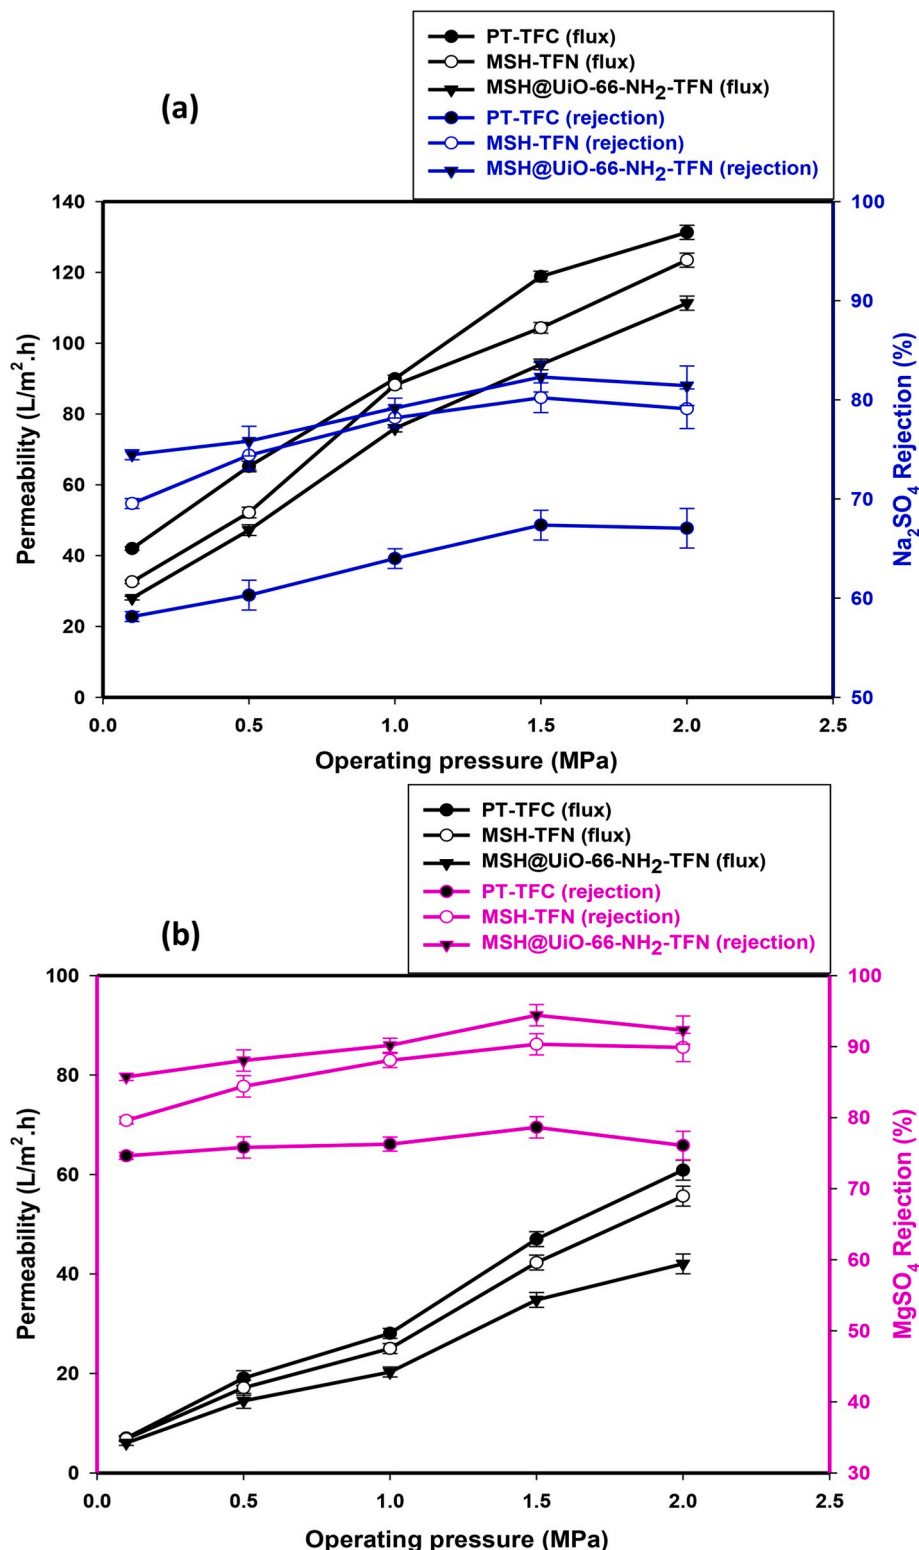 PT-TFC (flux)
MSH-TFN (flux)
MSH@UiO-66-NH2-TFN (flux)
PT-TFC (rejection)
MSH-TFN (rejection)
MSH@UiO-66-NH2-TFN (rejection)
(a)
140
120
100
80
60
40
20
0
Permeability (L/m².h)
100
90
80
70
60
50
Na2SO4 Rejection (%)
0.0 0.5 1.0 1.5 2.0 2.5
Operating pressure (MPa)
PT-TFC (flux)
MSH-TFN (flux)
MSH@UiO-66-NH2-TFN (flux)
PT-TFC (rejection)
MSH-TFN (rejection)
MSH@UiO-66-NH2-TFN (rejection)
(b)
100
80
60
40
20
0
Permeability (L/m².h)
100
90
80
70
60
50
40
30
MgSO4 Rejection (%)
0.0 0.5 1.0 1.5 2.0 2.5
Operating pressure (MPa)